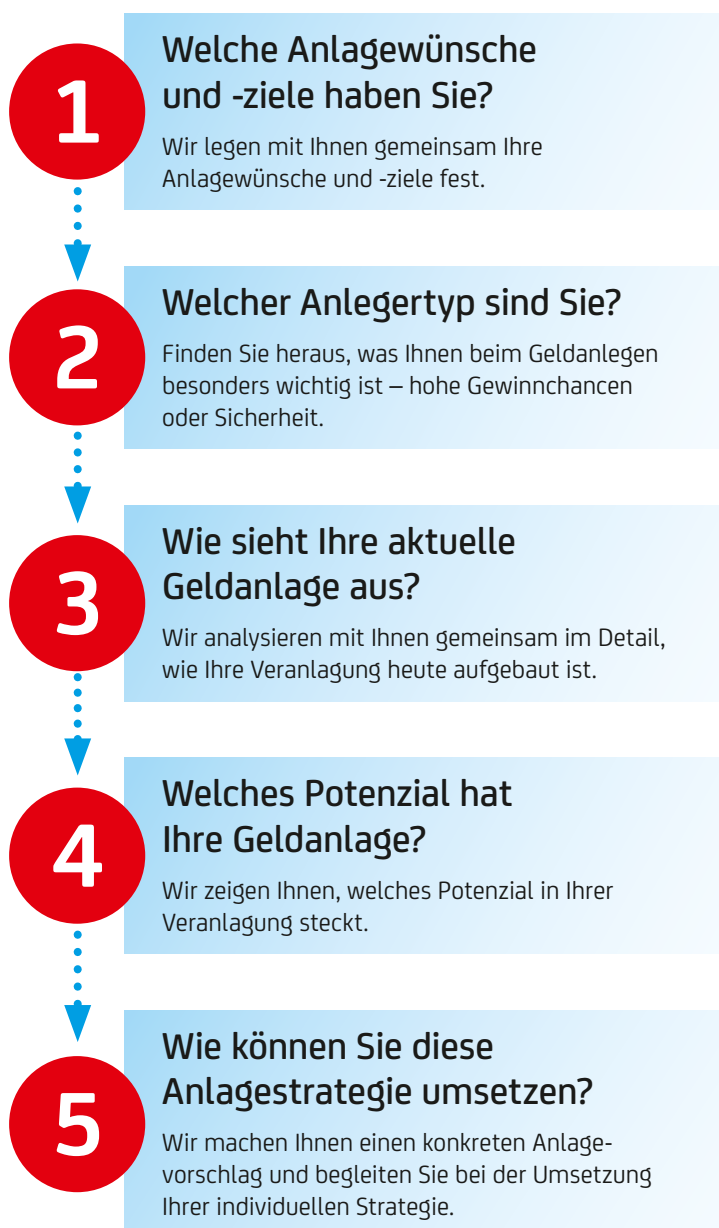 1
Welche Anlagewünsche
und -ziele haben Sie?
Wir legen mit Ihnen gemeinsam Ihre
Anlagewünsche und -ziele fest.
2
Welcher Anlegertyp sind Sie?
Finden Sie heraus, was Ihnen beim Geldanlegen
besonders wichtig ist – hohe Gewinnchancen
oder Sicherheit.
3
Wie sieht Ihre aktuelle
Geldanlage aus?
Wir analysieren mit Ihnen gemeinsam im Detail,
wie Ihre Veranlagung heute aufgebaut ist.
4
Welches Potenzial hat
Ihre Geldanlage?
Wir zeigen Ihnen, welches Potenzial in Ihrer
Veranlagung steckt.
5
Wie können Sie diese
Anlagestrategie umsetzen?
Wir machen Ihnen einen konkreten Anlage-
vorschlag und begleiten Sie bei der Umsetzung
Ihrer individuellen Strategie.